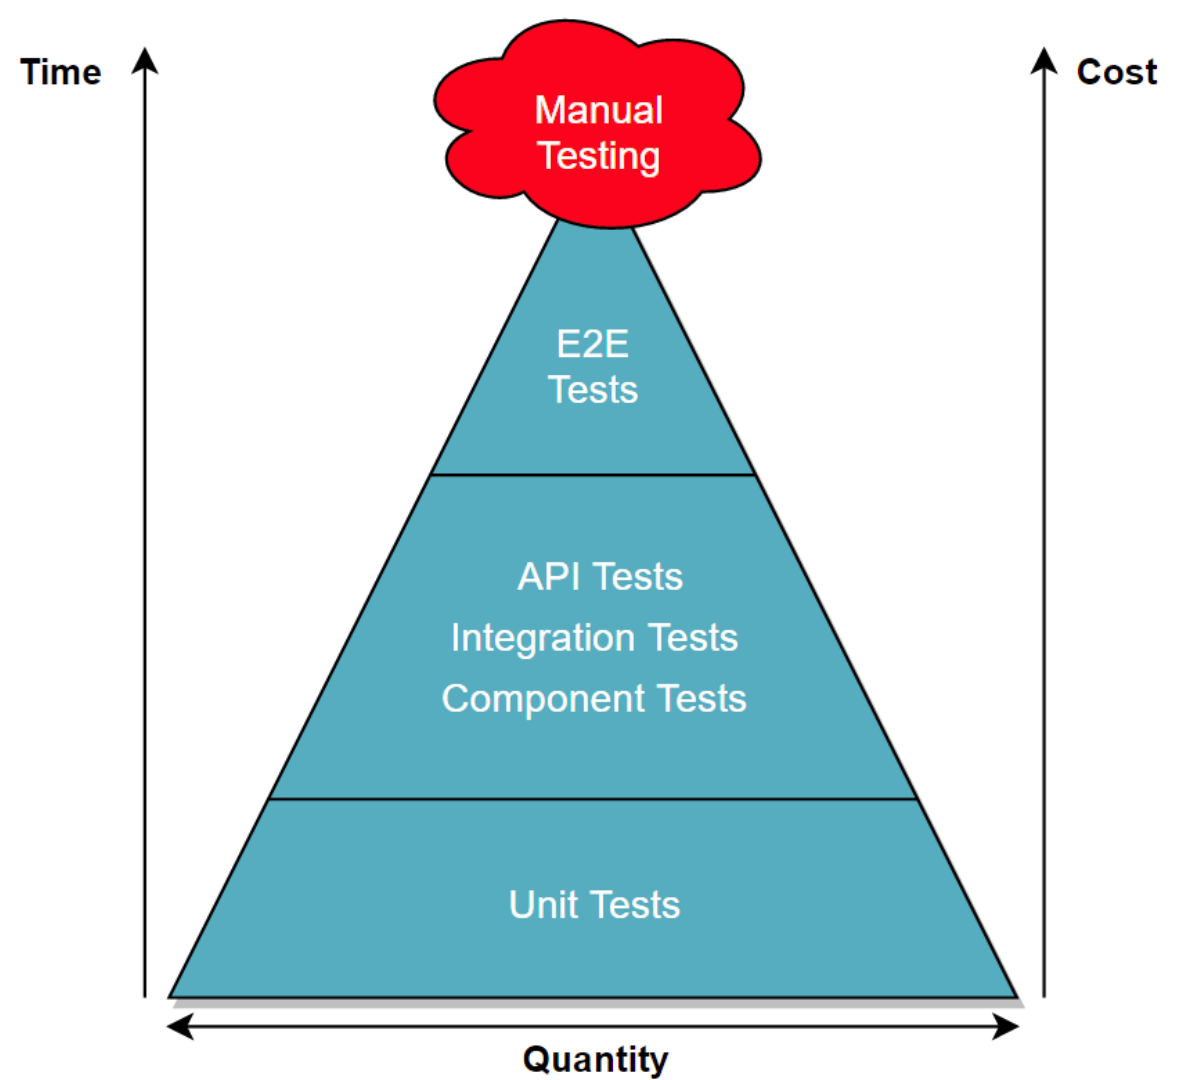 Time
Cost
Manual
Testing
E2E
Tests
API Tests
Integration Tests
Component Tests
Unit Tests
Quantity